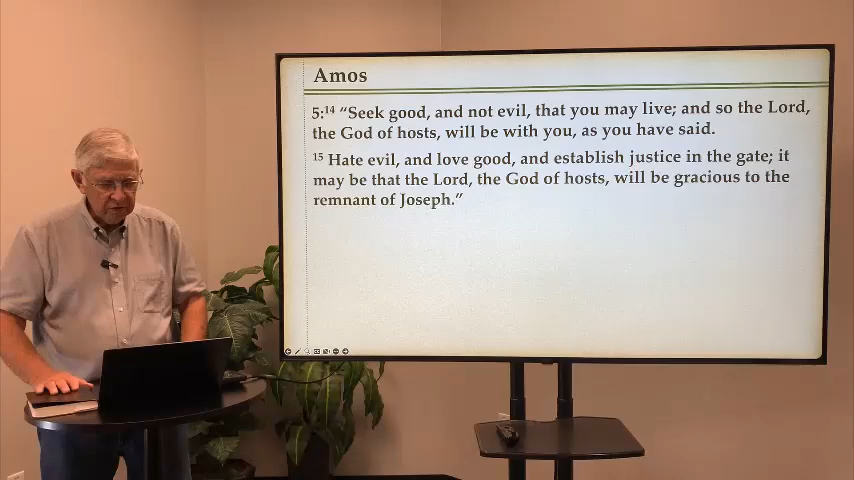 Amos
5:14 “Seek good, and not evil, that you may live; and so the Lord,
the God of hosts, will be with you, as you have said.
15 Hate evil, and love good, and establish justice in the gate; it
may be that the Lord, the God of hosts, will be gracious to the
remnant of Joseph.”